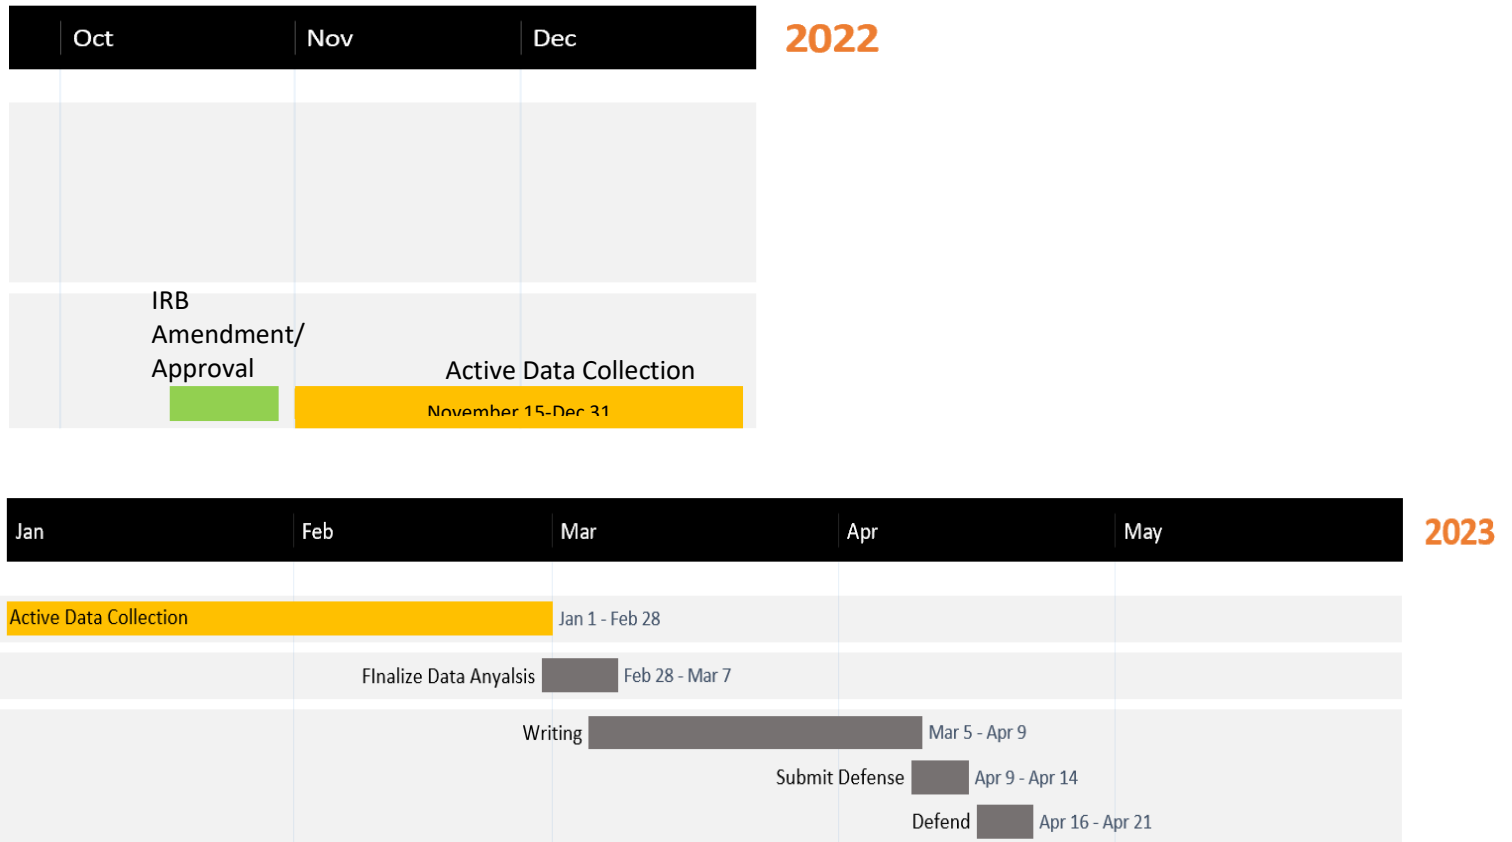 Oct Nov Dec 2022
IRB
Amendment/
Approval
Active Data Collection
November 15-Dec 31
Jan Feb Mar Apr May 2023
Active Data Collection Jan 1 - Feb 28
FInalize Data Anyalsis Feb 28 - Mar 7
Writing Mar 5 - Apr 9
Submit Defense Apr 9 - Apr 14
Defend Apr 16 - Apr 21